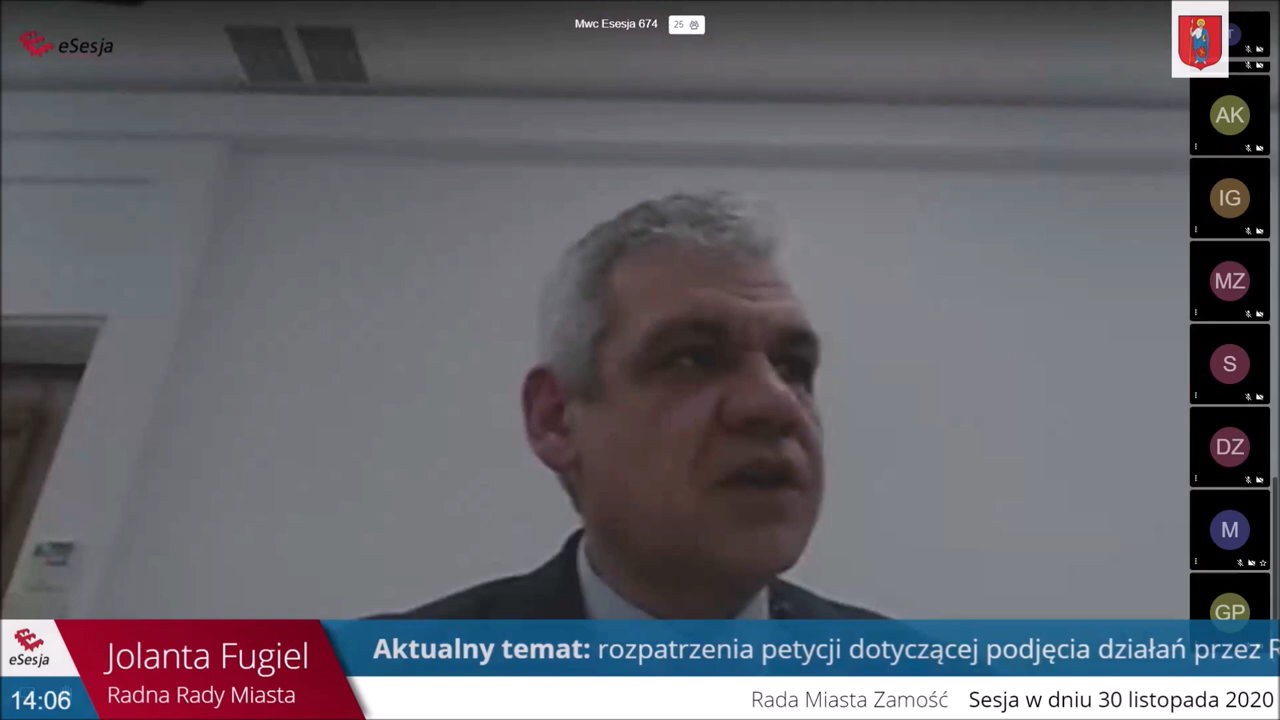 Mwc Esesja 674 25
eSesja
T
AK
IG
MZ
S
DZ
M
GP
eSesja
Jolanta Fugiel
Radna Rady Miasta
Aktualny temat: rozpatrzenia petycji dotyczącej podjęcia działań przez R
14:06
Rada Miasta Zamość Sesja w dniu 30 listopada 2020